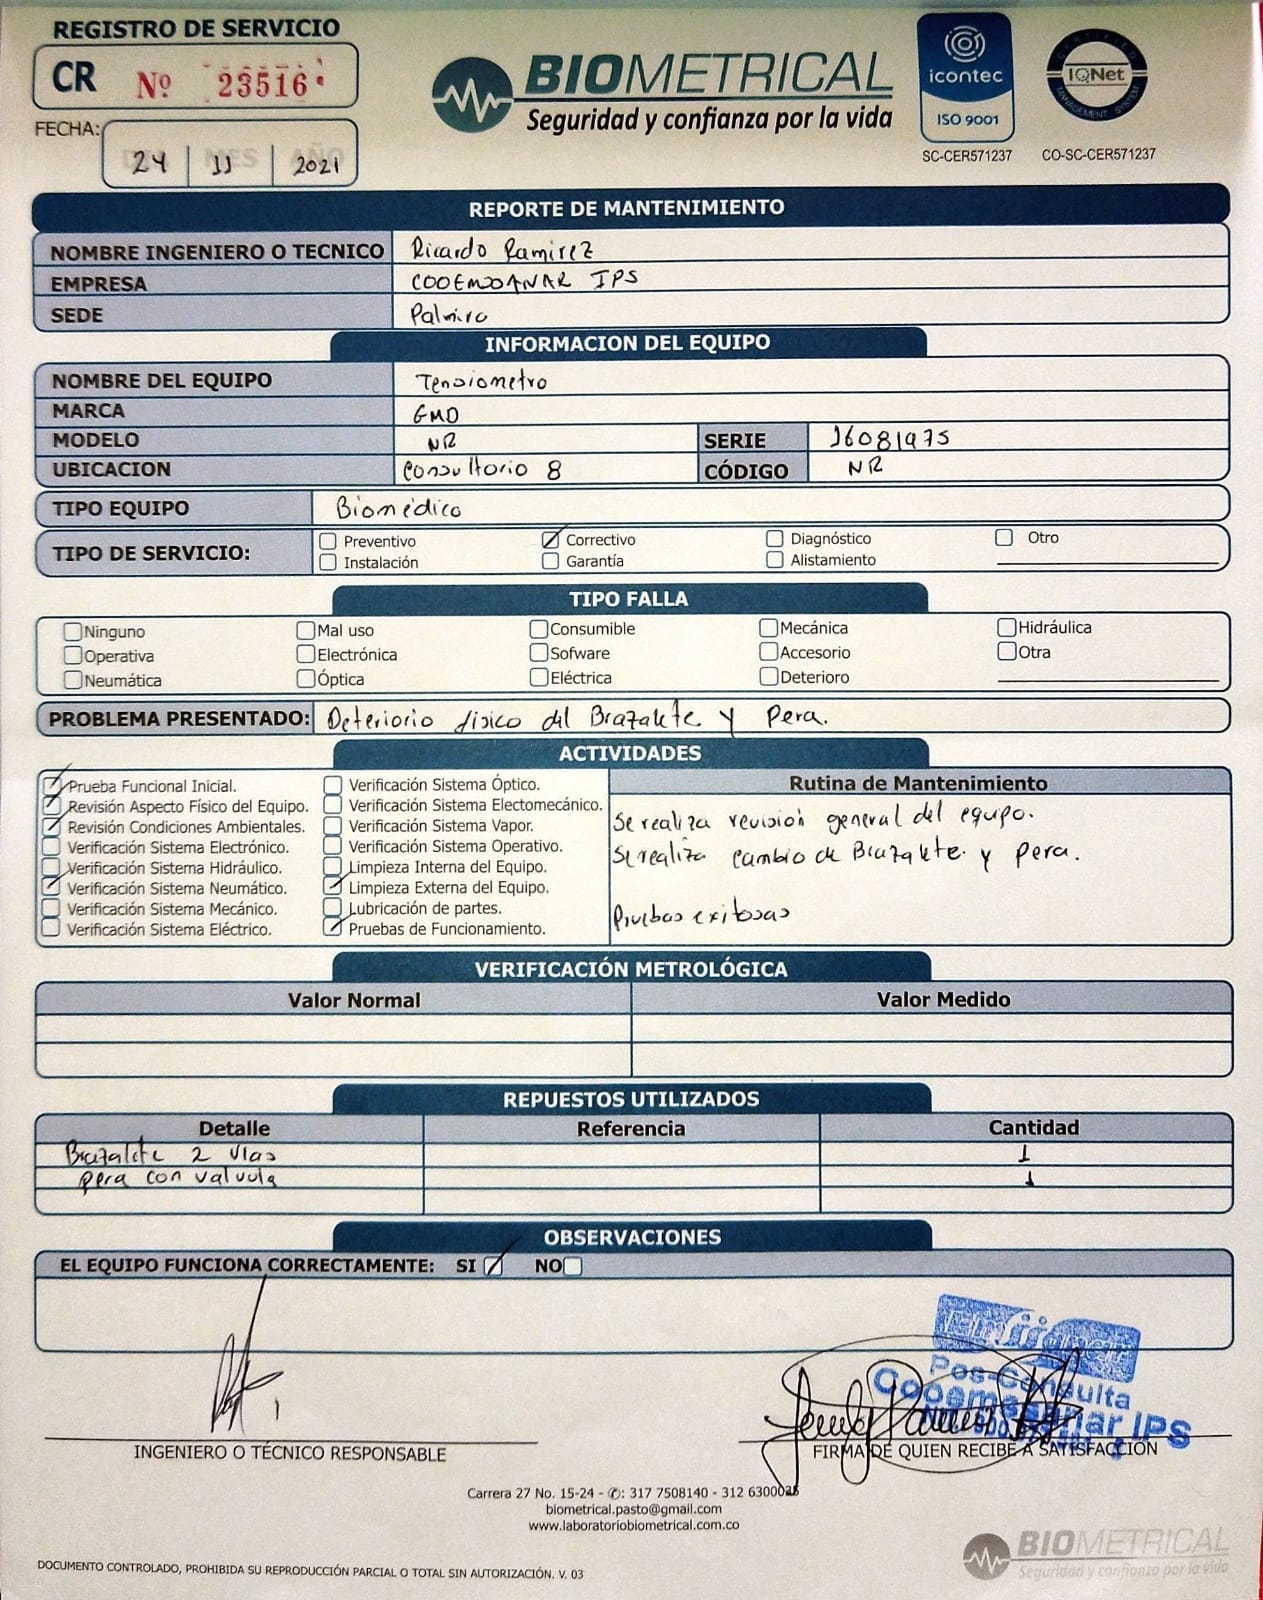 REGISTRO DE SERVICIO
CR Nº 23516
BIOMETRICAL
Seguridad y confianza por la vida
icontec
ISO 9001
SC-CER571237
CERTIFIED
IQNet
MANAGEMENT SYSTEM
CO-SC-CER571237
FECHA:
DIA MES AÑO
24 11 2021
REPORTE DE MANTENIMIENTO
NOMBRE INGENIERO O TECNICO Ricardo Ramirez
EMPRESA COOEMSSANAR IPS
SEDE Palmira
INFORMACION DEL EQUIPO
NOMBRE DEL EQUIPO Tensiometro
MARCA GMD
MODELO NR SERIE 16081975
UBICACION Consultorio 8 CÓDIGO NR
TIPO EQUIPO Biomédico
TIPO DE SERVICIO:
Preventivo Correctivo Diagnóstico Otro
Instalación Garantía Alistamiento
TIPO FALLA
Ninguno Mal uso Consumible Mecánica Hidráulica
Operativa Electrónica Sofware Accesorio Otra
Neumática Óptica Eléctrica Deterioro
PROBLEMA PRESENTADO: Deteriorio fisico del Brazalete y Pera.
ACTIVIDADES
Prueba Funcional Inicial.
Revisión Aspecto Físico del Equipo.
Revisión Condiciones Ambientales.
Verificación Sistema Electrónico.
Verificación Sistema Hidráulico.
Verificación Sistema Neumático.
Verificación Sistema Mecánico.
Verificación Sistema Eléctrico.
Verificación Sistema Óptico.
Verificación Sistema Electomecánico.
Verificación Sistema Vapor.
Verificación Sistema Operativo.
Limpieza Interna del Equipo.
Limpieza Externa del Equipo.
Lubricación de partes.
Pruebas de Funcionamiento.
Rutina de Mantenimiento
Se realiza revisión general del equipo.
Se realiza cambio de Brazalete y pera.
Pruebas exitosas
VERIFICACIÓN METROLÓGICA
Valor Normal Valor Medido
REPUESTOS UTILIZADOS
Detalle Referencia Cantidad
Brazalete 2 vias 1
pera con valvula 1
OBSERVACIONES
EL EQUIPO FUNCIONA CORRECTAMENTE: SI NO
Pos-Consulta
Cooemssanar IPS
INGENIERO O TÉCNICO RESPONSABLE
FIRMA DE QUIEN RECIBE A SATISFACCIÓN
Carrera 27 No. 15-24 - ✆: 317 7508140 - 312 6300025
biometrical.pasto@gmail.com
www.laboratoriobiometrical.com.co
BIOMETRICAL
Seguridad y confianza por la vida
DOCUMENTO CONTROLADO, PROHIBIDA SU REPRODUCCIÓN PARCIAL O TOTAL SIN AUTORIZACIÓN. V. 03